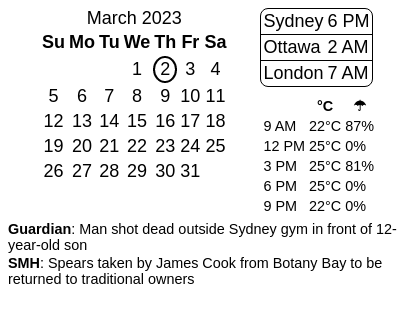 March 2023
Su Mo Tu We Th Fr Sa
1 2 3 4
5 6 7 8 9 10 11
12 13 14 15 16 17 18
19 20 21 22 23 24 25
26 27 28 29 30 31
Sydney 6 PM
Ottawa 2 AM
London 7 AM
°C ☂
9 AM 22°C 87%
12 PM 25°C 0%
3 PM 25°C 81%
6 PM 25°C 0%
9 PM 22°C 0%
Guardian: Man shot dead outside Sydney gym in front of 12-
year-old son
SMH: Spears taken by James Cook from Botany Bay to be
returned to traditional owners